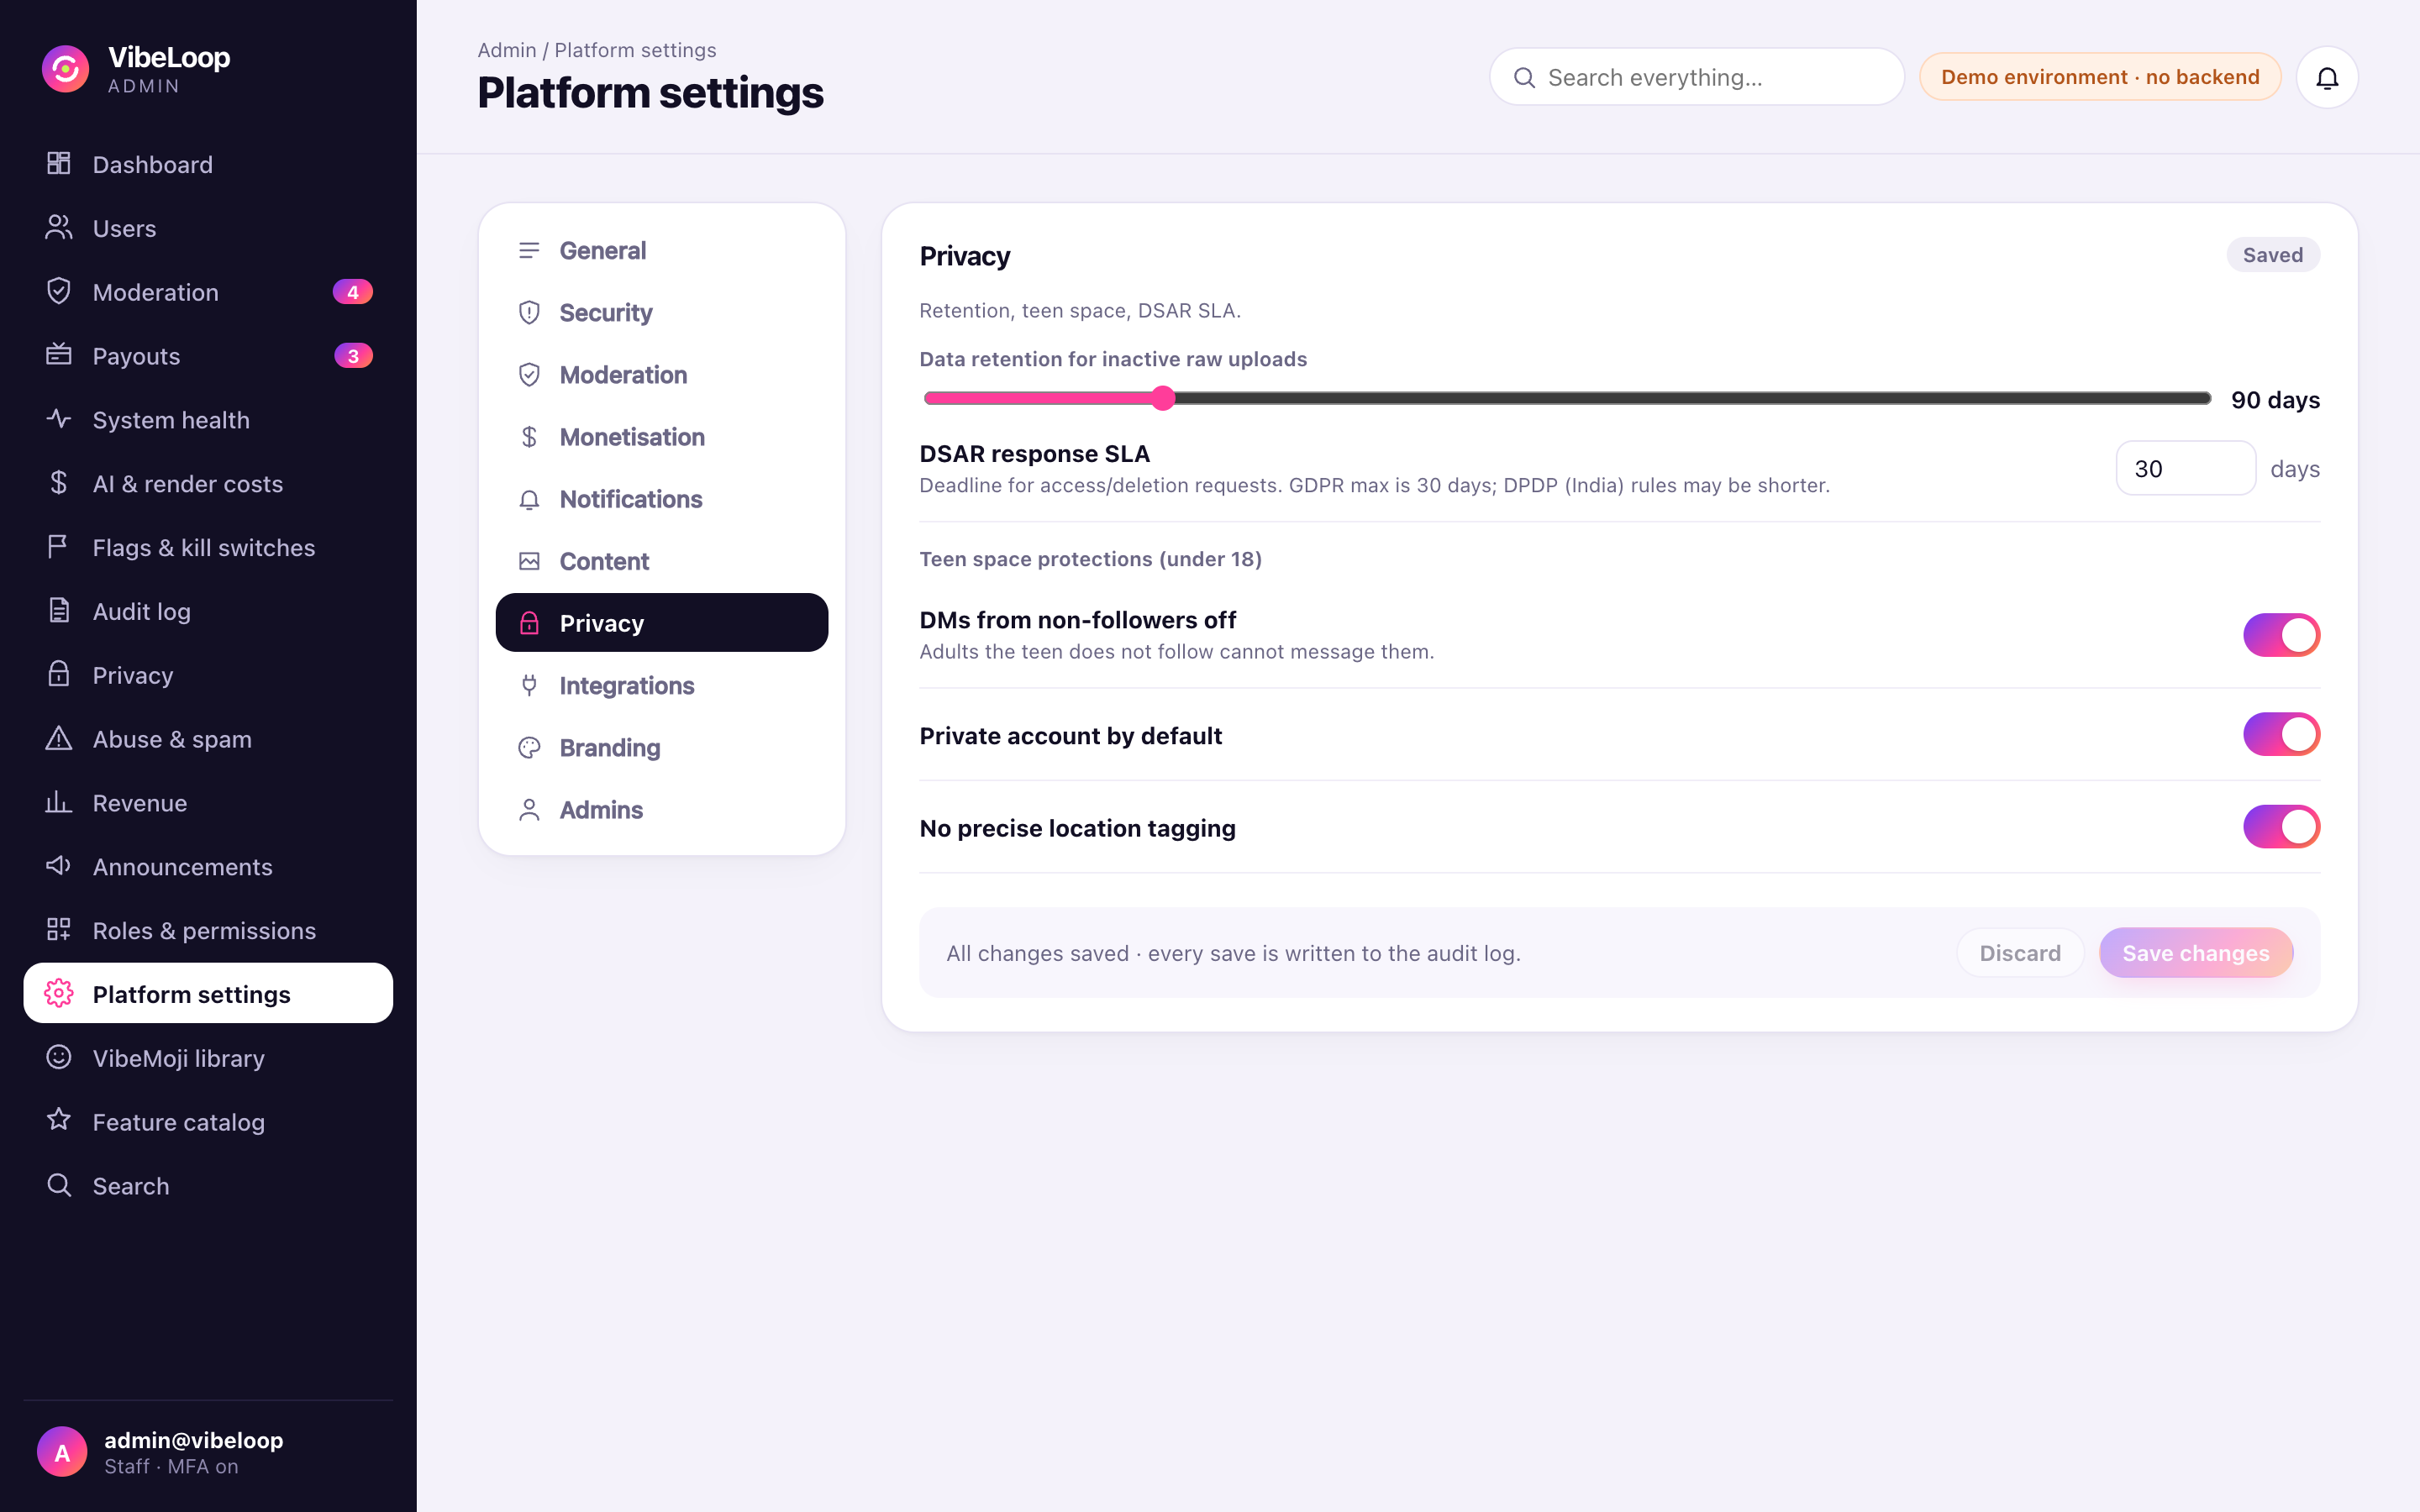 VibeLoop
ADMIN
Dashboard
Users
Moderation 4
Payouts 3
System health
AI & render costs
Flags & kill switches
Audit log
Privacy
Abuse & spam
Revenue
Announcements
Roles & permissions
Platform settings
VibeMoji library
Feature catalog
Search
A
admin@vibeloop
Staff · MFA on
Admin / Platform settings
Platform settings
Search everything...
Demo environment · no backend
General
Security
Moderation
Monetisation
Notifications
Content
Privacy
Integrations
Branding
Admins
Privacy
Saved
Retention, teen space, DSAR SLA.
Data retention for inactive raw uploads
90 days
DSAR response SLA
Deadline for access/deletion requests. GDPR max is 30 days; DPDP (India) rules may be shorter.
30 days
Teen space protections (under 18)
DMs from non-followers off
Adults the teen does not follow cannot message them.
Private account by default
No precise location tagging
All changes saved · every save is written to the audit log.
Discard
Save changes